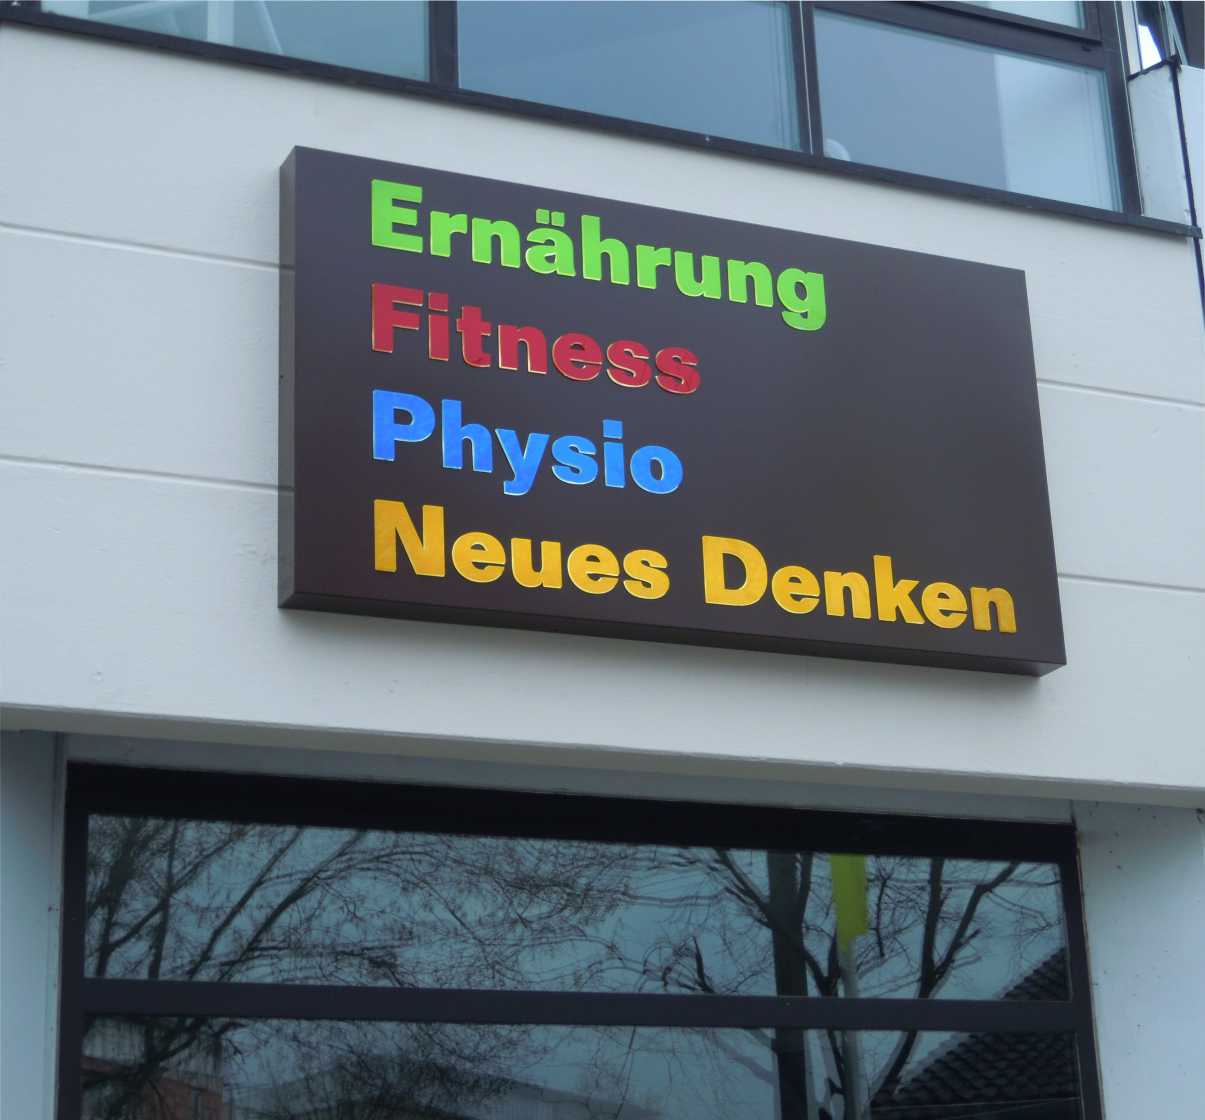 Ernährung
Fitness
Physio
Neues Denken